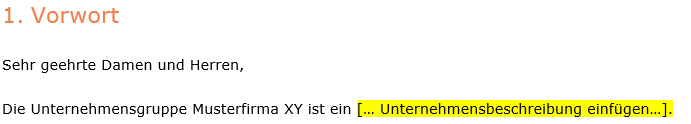 1. Vorwort
Sehr geehrte Damen und Herren,
Die Unternehmensgruppe Musterfirma XY ist ein [… Unternehmensbeschreibung einfügen…].